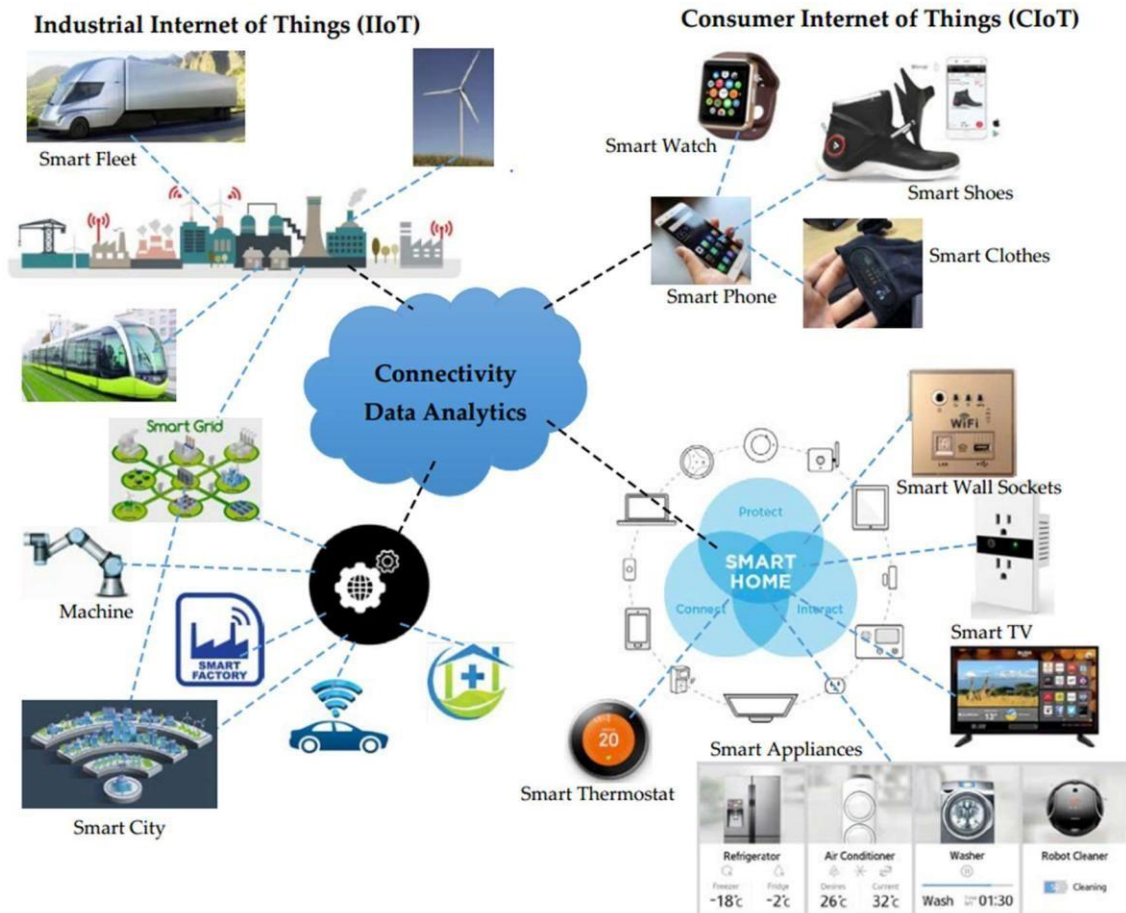 Industrial Internet of Things (IIoT)
Consumer Internet of Things (CIoT)
Smart Fleet
Smart Watch
Smart Shoes
Smart Clothes
Smart Phone
Connectivity
Data Analytics
Smart Grid
WiFi
LAN
Smart Wall Sockets
Machine
Protect
SMART
HOME
Connect
Interact
SMART
FACTORY
Smart TV
20
Smart Appliances
Smart Thermostat
Smart City
Refrigerator
Air Conditioner
Washer
Robot Cleaner
Freezer
Fridge
Desires
Current
Cleaning
-18°c
-2°c
26°c
32°c
Wash
01:30